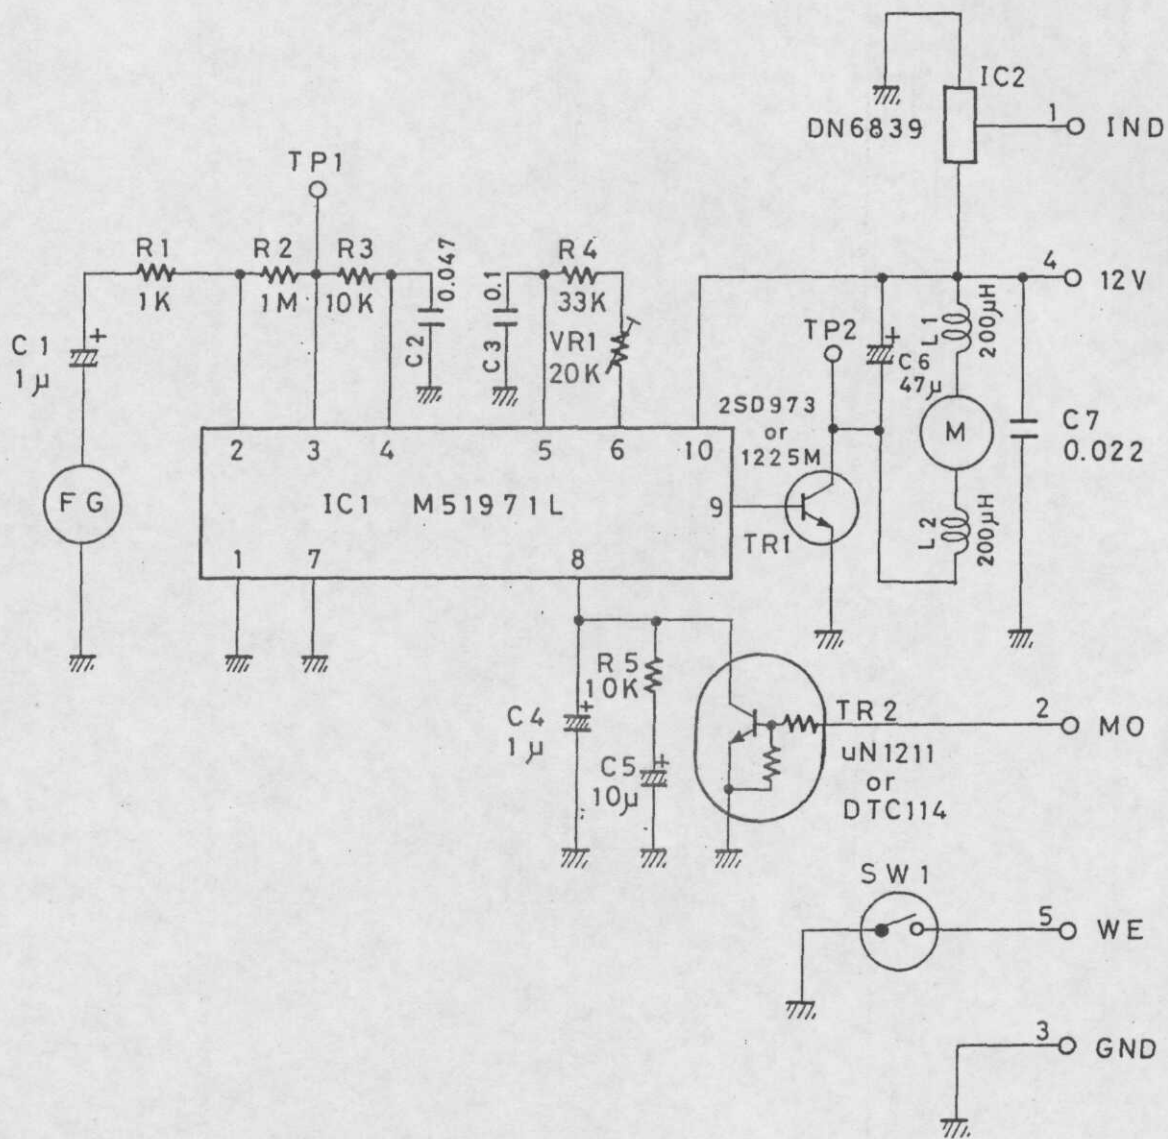 IC2
DN6839
1 IND
TP1
R1 R2 R3
1K 1M 10K
0.047
C2
0.1
C3
R4
33K
VR1
20K
4 12V
C1 +
1μ
TP2
+
C6
47μ
L1
200μH
M
C7
0.022
2SD973
or
1225M
2 3 4 5 6 10
FG
IC1 M51971L
9
TR1
L2
200μH
1 7 8
R5
10K
C4 +
1μ
C5 +
10μ
TR2
uN1211
or
DTC114
2 MO
SW1
5 WE
3 GND